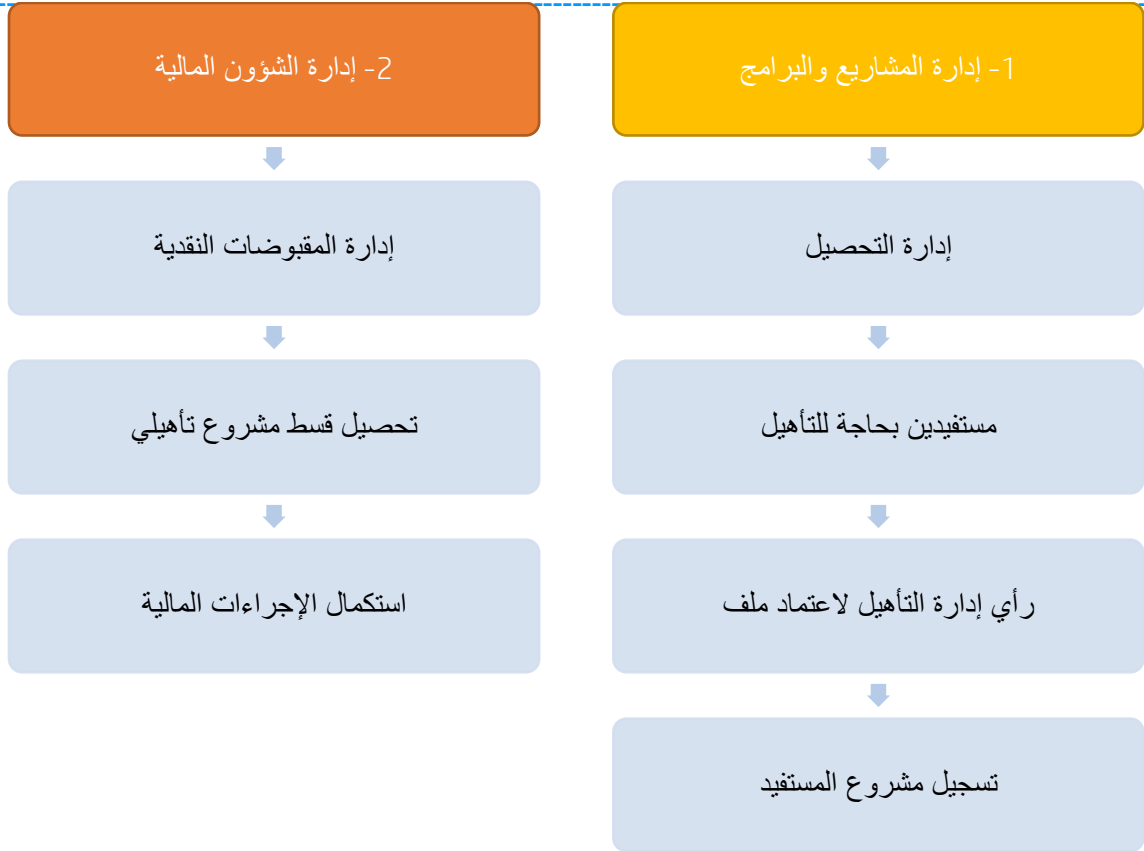 1- إدارة المشاريع والبرامج
إدارة التحصيل
مستفيدين بحاجة للتأهيل
رأي إدارة التأهيل لاعتماد ملف
تسجيل مشروع المستفيد
2- إدارة الشؤون المالية
إدارة المقبوضات النقدية
تحصيل قسط مشروع تأهيلي
استكمال الإجراءات المالية